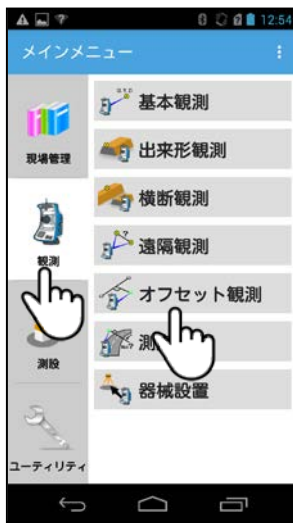 12:54
メインメニュー
現場管理
観測
測設
ユーティリティ
基本観測
出来形観測
横断観測
遠隔観測
オフセット観測
測
器械設置